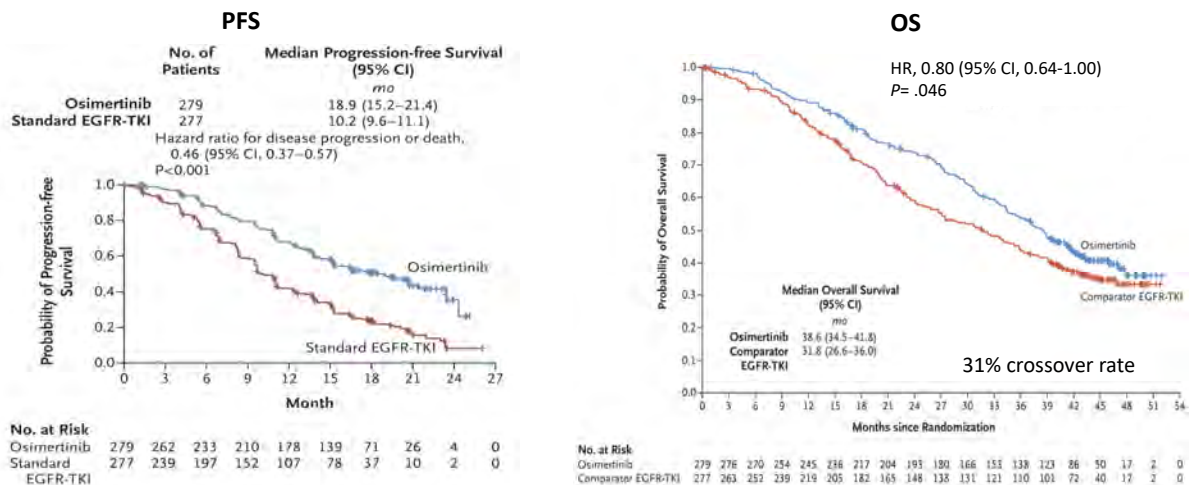 PFS
No. of Patients
Median Progression-free Survival (95% CI)
mo
Osimertinib 279 18.9 (15.2–21.4)
Standard EGFR-TKI 277 10.2 (9.6–11.1)
Hazard ratio for disease progression or death,
0.46 (95% CI, 0.37–0.57)
P<0.001
Probability of Progression-free Survival
1.0
0.8
0.6
0.4
0.2
0.0
Osimertinib
Standard EGFR-TKI
0 3 6 9 12 15 18 21 24 27
Month
No. at Risk
Osimertinib 279 262 233 210 178 139 71 26 4 0
Standard EGFR-TKI 277 239 197 152 107 78 37 10 2 0
OS
HR, 0.80 (95% CI, 0.64-1.00)
P= .046
Probability of Overall Survival
1.0
0.9
0.8
0.7
0.6
0.5
0.4
0.3
0.2
0.1
0.0
Osimertinib
Comparator EGFR-TKI
Median Overall Survival
(95% CI)
mo
Osimertinib 38.6 (34.5–41.8)
Comparator EGFR-TKI 31.8 (26.6–36.0)
31% crossover rate
0 3 6 9 12 15 18 21 24 27 30 33 36 39 42 45 48 51 54
Months since Randomization
No. at Risk
Osimertinib 279 276 270 254 245 236 217 204 193 180 166 153 138 123 86 50 17 2 0
Comparator EGFR-TKI 277 263 252 239 219 205 182 165 148 138 131 121 110 101 72 40 17 2 0